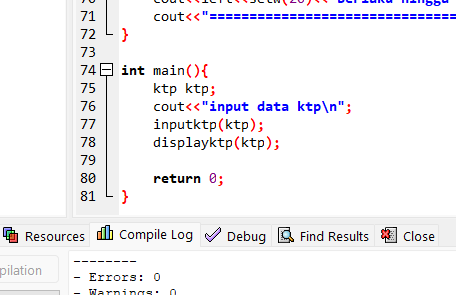 70 cout<<left<<setw(20)<<"Berlaku hingga
71 cout<<"==================================
72 }
73
74 int main(){
75 ktp ktp;
76 cout<<"input data ktp\n";
77 inputktp(ktp);
78 displayktp(ktp);
79
80 return 0;
81 }
Resources Compile Log Debug Find Results Close
pilation
--------
- Errors: 0
- Warnings: 0